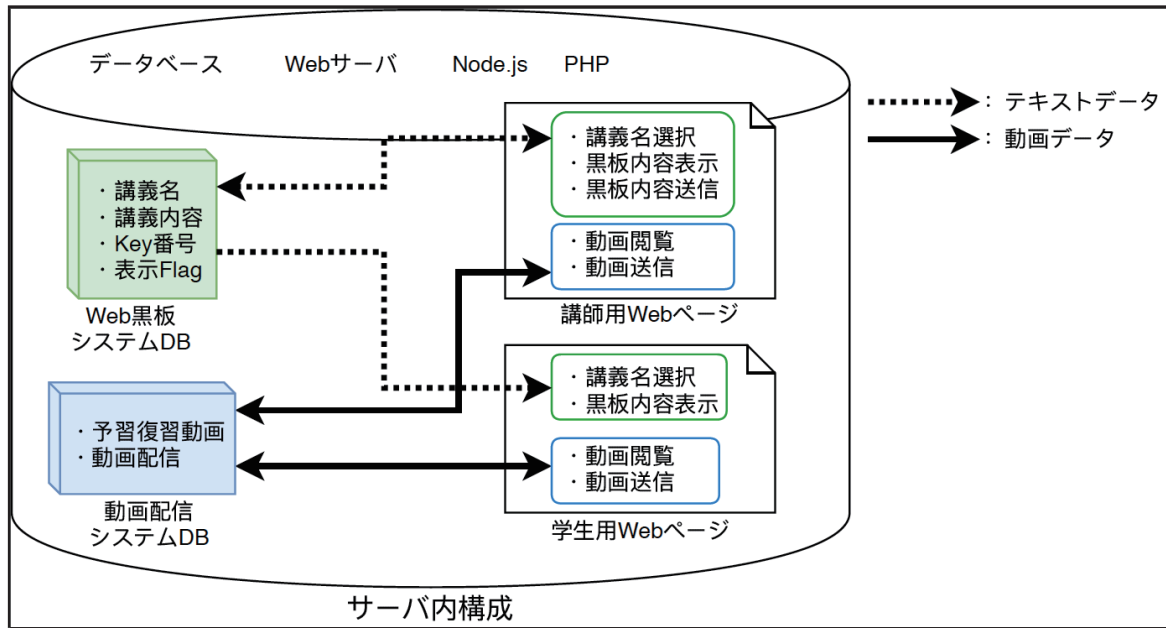 データベース Webサーバ Node.js PHP
：テキストデータ
：動画データ
・講義名
・講義内容
・Key番号
・表示Flag
Web黒板
システムDB
・講義名選択
・黒板内容表示
・黒板内容送信
・動画閲覧
・動画送信
講師用Webページ
・予習復習動画
・動画配信
動画配信
システムDB
・講義名選択
・黒板内容表示
・動画閲覧
・動画送信
学生用Webページ
サーバ内構成